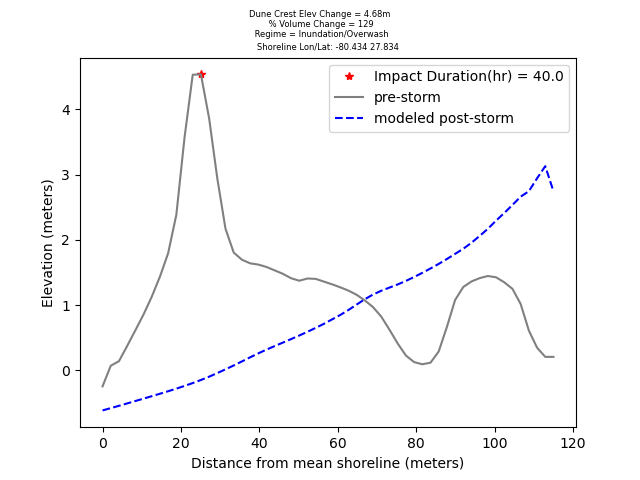 Dune Crest Elev Change = 4.68m
% Volume Change = 129
Regime = Inundation/Overwash
Shoreline Lon/Lat: -80.434 27.834
Impact Duration(hr) = 40.0
pre-storm
modeled post-storm
Elevation (meters)
4
3
2
1
0
0 20 40 60 80 100 120
Distance from mean shoreline (meters)